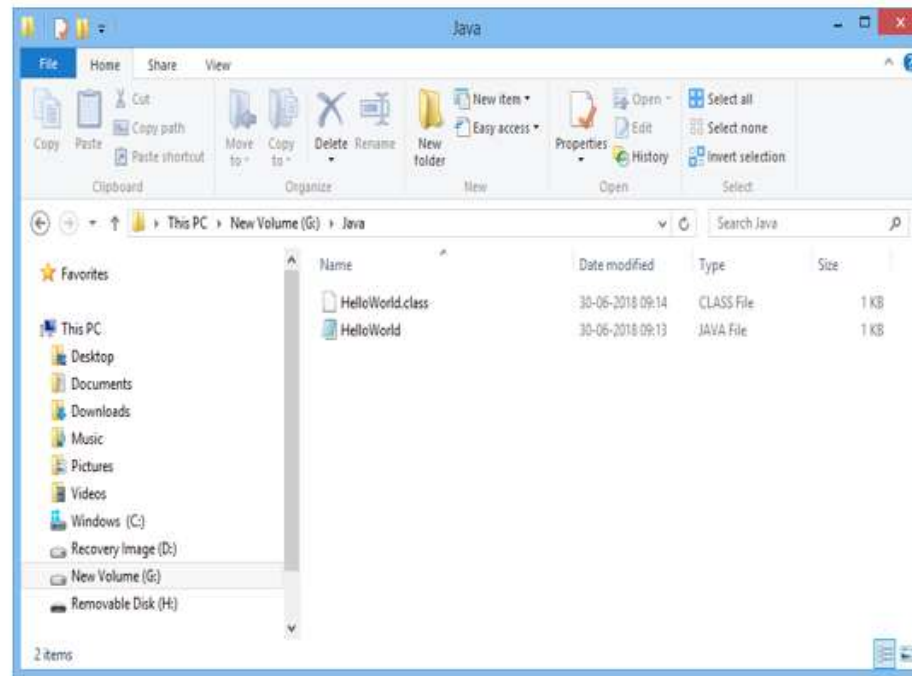 Java
File Home Share View
Copy
Paste
Cut
Copy path
Paste shortcut
Clipboard
Move to
Copy to
Delete
Rename
Organize
New folder
New item
Easy access
New
Properties
Open
Edit
History
Open
Select all
Select none
Invert selection
Select
This PC New Volume (G:) Java
Search Java
Favorites
This PC
Desktop
Documents
Downloads
Music
Pictures
Videos
Windows (C:)
Recovery Image (D:)
New Volume (G:)
Removable Disk (H:)
Name Date modified Type Size
HelloWorld.class 30-06-2018 09:14 CLASS File 1 KB
HelloWorld 30-06-2018 09:13 JAVA File 1 KB
2 items